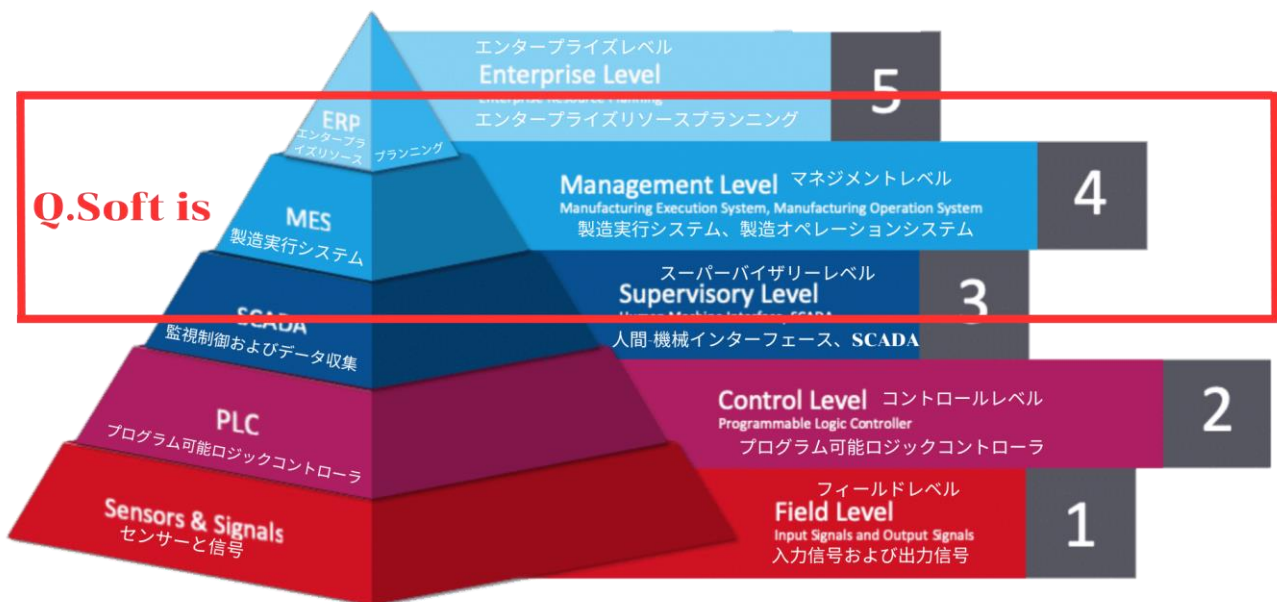 エンタープライズレベル
Enterprise Level
Enterprise Resource Planning
エンタープライズリソースプランニング
5
ERP
エンタープラ
イズリソース
プランニング
Q.Soft is
MES
製造実行システム
Management Level マネジメントレベル
Manufacturing Execution System, Manufacturing Operation System
製造実行システム、製造オペレーションシステム
4
SCADA
監視制御およびデータ収集
スーパーバイザリーレベル
Supervisory Level
Human Machine Interface, SCADA
人間-機械インターフェース、SCADA
3
PLC
プログラム可能ロジックコントローラ
Control Level コントロールレベル
Programmable Logic Controller
プログラム可能ロジックコントローラ
2
Sensors & Signals
センサーと信号
フィールドレベル
Field Level
Input Signals and Output Signals
入力信号および出力信号
1